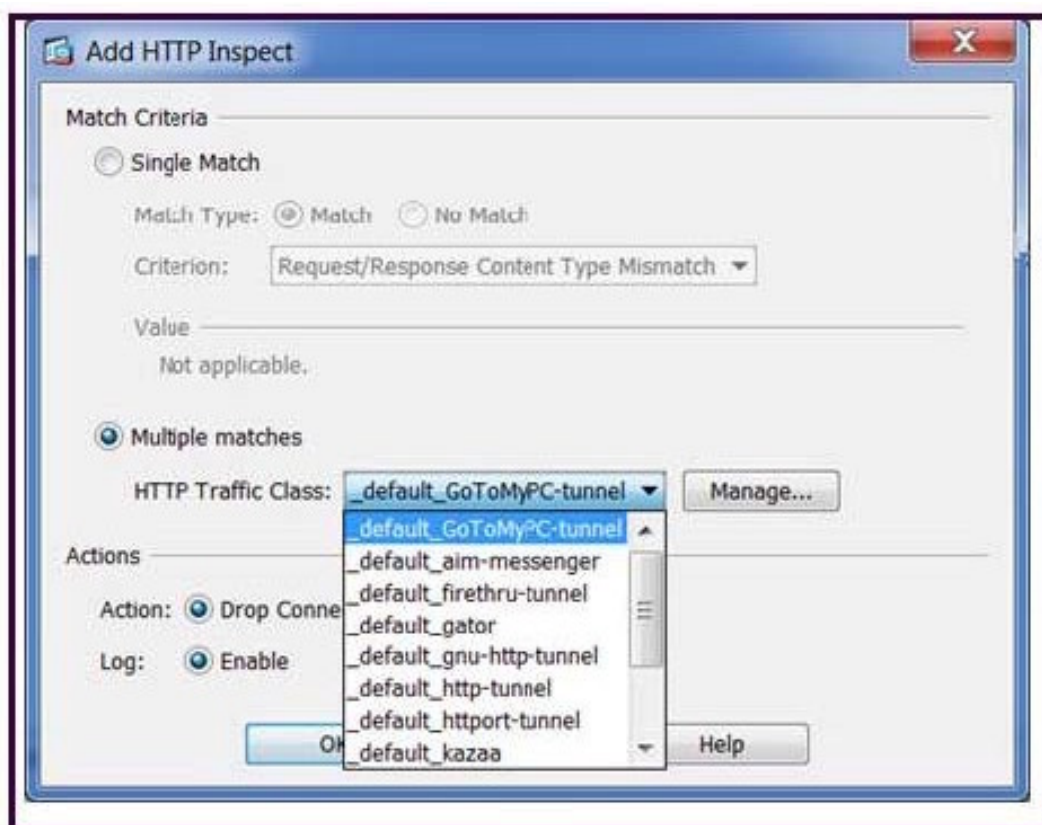 Add HTTP Inspect
Match Criteria
Single Match
Match Type: Match No Match
Criterion: Request/Response Content Type Mismatch
Value
Not applicable.
Multiple matches
HTTP Traffic Class: _default_GoToMyPC-tunnel Manage...
_default_GoToMyPC-tunnel
_default_aim-messenger
Actions
_default_firethru-tunnel
Action: Drop Conne
_default_gator
_default_gnu-http-tunnel
Log: Enable
_default_http-tunnel
_default_httport-tunnel
Help
_default_kazaa